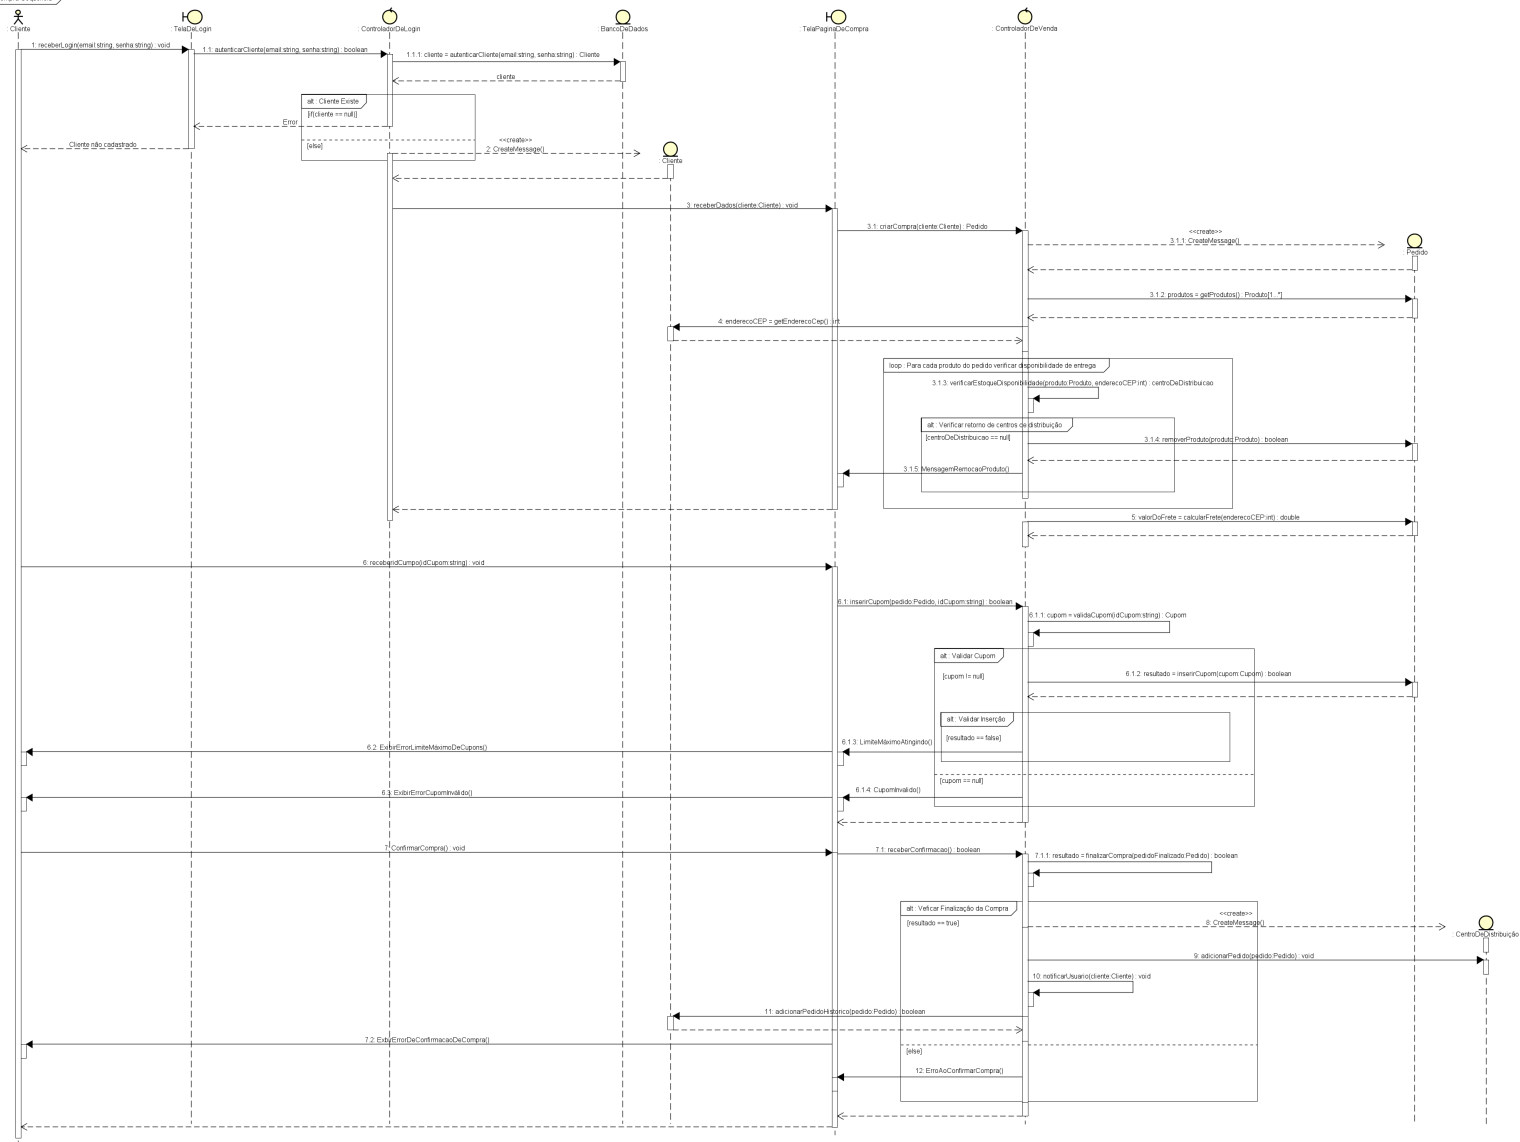 : Cliente
: TelaDeLogin
: ControladorDeLogin
: BancoDeDados
: TelaPaginaDeCompra
: ControladorDeVenda
1: receberLogin(email:string, senha:string) : void
1.1: autenticarCliente(email:string, senha:string) : boolean
1.1.1: cliente = autenticarCliente(email:string, senha:string) : Cliente
cliente
alt : Cliente Existe
[if(cliente == null)]
Error
Cliente não cadastrado
[else]
<<create>>
2: CreateMessage()
: Cliente
3: receberDados(cliente:Cliente) : void
3.1: criarCompra(cliente:Cliente) : Pedido
<<create>>
3.1.1: CreateMessage()
: Pedido
3.1.2: produtos = getProdutos() : Produto[1...*]
4: enderecoCEP = getEnderecoCep() : int
loop : Para cada produto do pedido verificar disponibilidade de entrega
3.1.3: verificarEstoqueDisponibilidade(produto:Produto, enderecoCEP:int) : centroDeDistribuicao
alt : Verificar retorno de centros de distribuição
[centroDeDistribuicao == null]
3.1.4: removerProduto(produto:Produto) : boolean
3.1.5: MensagemRemocaoProduto()
5: valorDoFrete = calcularFrete(enderecoCEP:int) : double
6: receberidCumpo(idCupom:string) : void
6.1: inserirCupom(pedido:Pedido, idCupom:string) : boolean
6.1.1: cupom = validaCupom(idCupom:string) : Cupom
alt : Validar Cupom
[cupom != null]
6.1.2: resultado = inserirCupom(cupom:Cupom) : boolean
alt : Validar Inserção
[resultado == false]
6.1.3: LimiteMáximoAtingindo()
6.2: ExibirErrorLimiteMáximoDeCupons()
[cupom == null]
6.1.4: CupomInvalido()
6.3: ExibirErrorCupomInválido()
7: ConfirmarCompra() : void
7.1: receberConfirmacao() : boolean
7.1.1: resultado = finalizarCompra(pedidoFinalizado:Pedido) : boolean
alt : Veficar Finalização da Compra
[resultado == true]
<<create>>
8: CreateMessage()
: CentroDeDistribuição
9: adicionarPedido(pedido:Pedido) : void
10: notificarUsuario(cliente:Cliente) : void
11: adicionarPedidoHistorico(pedido:Pedido) : boolean
7.2: ExbirErrorDeConfirmacaoDeCompra()
[else]
12: ErroAoConfirmarCompra()